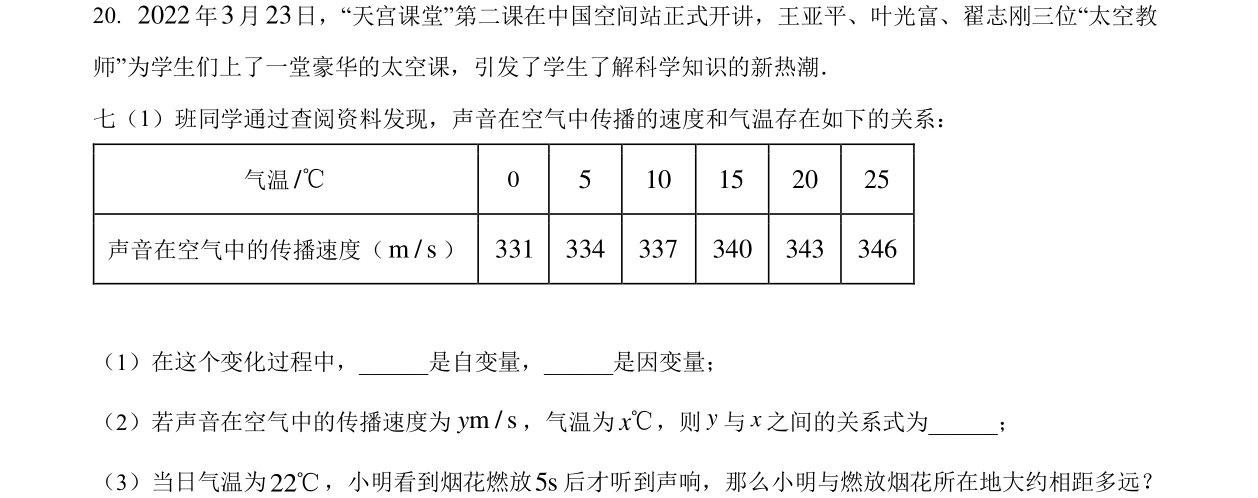 20. 2022年3月23日，“天宫课堂”第二课在中国空间站正式开讲，王亚平、叶光富、翟志刚三位“太空教
师”为学生们上了一堂豪华的太空课，引发了学生了解科学知识的新热潮．
七（1）班同学通过查阅资料发现，声音在空气中传播的速度和气温存在如下的关系：
气温/℃ 0 5 10 15 20 25
声音在空气中的传播速度（m/s） 331 334 337 340 343 346
（1）在这个变化过程中，______是自变量，______是因变量；
（2）若声音在空气中的传播速度为ym/s，气温为x℃，则y与x之间的关系式为______；
（3）当日气温为22℃，小明看到烟花燃放5s后才听到声响，那么小明与燃放烟花所在地大约相距多远？